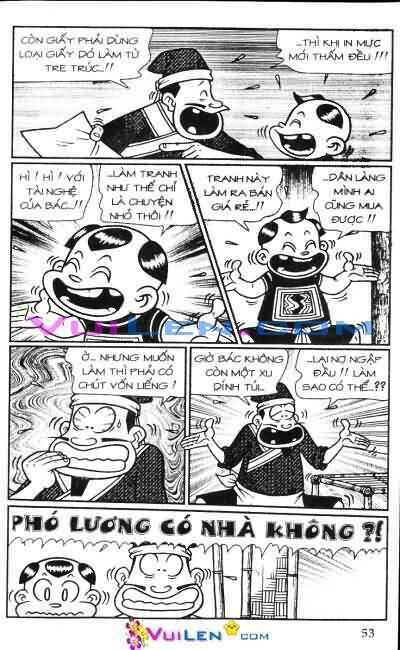 CÒN GIẤY PHẢI DÙNG
LOẠI GIẤY DÓ LÀM TỪ
TRE TRÚC..!!
...THÌ KHI IN MỰC
MỚI THẤM ĐỀU !!!
HÌ ! HÌ ! VỚI
TÀI NGHỆ
CỦA BÁC...!!
...LÀM TRANH
NHƯ THẾ CHỈ
LÀ CHUYỆN
NHỎ THÔI !!
TRANH NÀY
LÀM RA BÁN
GIÁ RẺ...!!
...DÂN LÀNG
MÌNH AI
CŨNG MUA
ĐƯỢC !!
VUILEN.COM
Ờ... NHƯNG MUỐN
LÀM THÌ PHẢI CÓ
CHÚT VỐN LIẾNG !
GIỜ BÁC KHÔNG
CÒN MỘT XU
DÍNH TÚI...
...LẠI NỢ NGẬP
ĐẦU !! LÀM
SAO CÓ THỂ..??
PHÓ LƯƠNG CÓ NHÀ KHÔNG ?!
53
VUILEN.COM